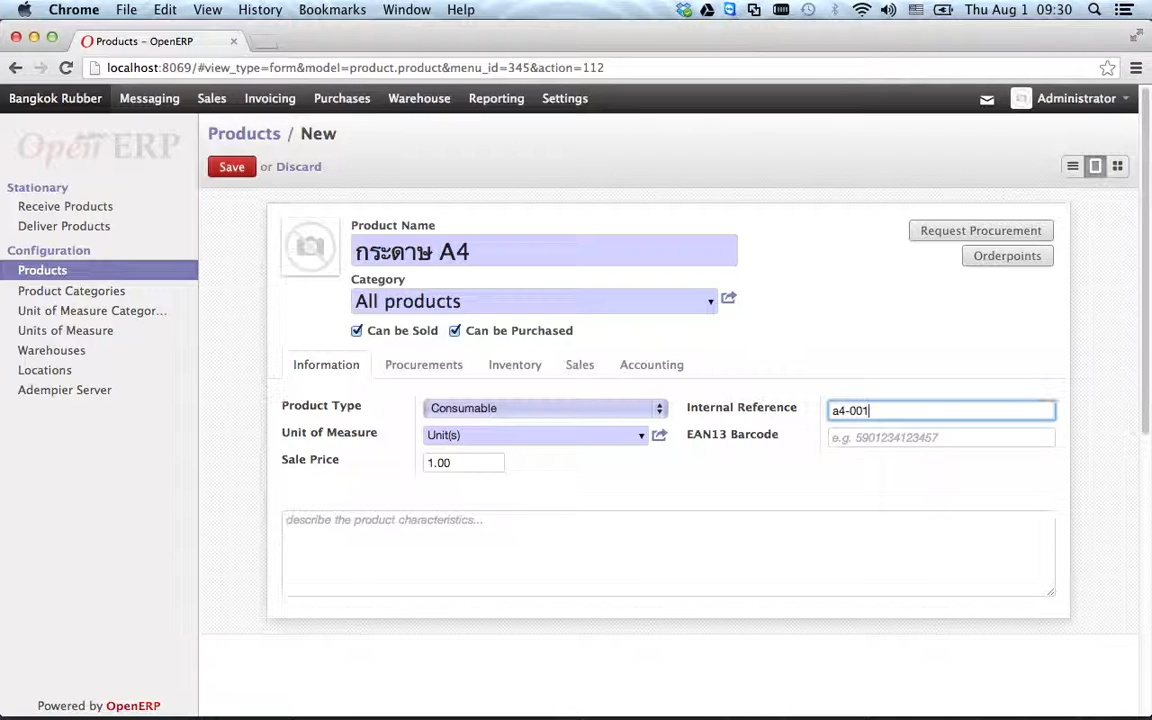 Chrome File Edit View History Bookmarks Window Help Thu Aug 1 09:30
Products – OpenERP
localhost:8069/#view_type=form&model=product.product&menu_id=345&action=112
Bangkok Rubber Messaging Sales Invoicing Purchases Warehouse Reporting Settings Administrator
Open ERP
Stationary
Receive Products
Deliver Products
Configuration
Products
Product Categories
Unit of Measure Categor...
Units of Measure
Warehouses
Locations
Adempier Server
Powered by OpenERP
Products / New
Save or Discard
Product Name
กระดาษ A4
Category
All products
Can be Sold Can be Purchased
Request Procurement
Orderpoints
Information Procurements Inventory Sales Accounting
Product Type Consumable Internal Reference a4-001
Unit of Measure Unit(s) EAN13 Barcode e.g. 5901234123457
Sale Price 1.00
describe the product characteristics...